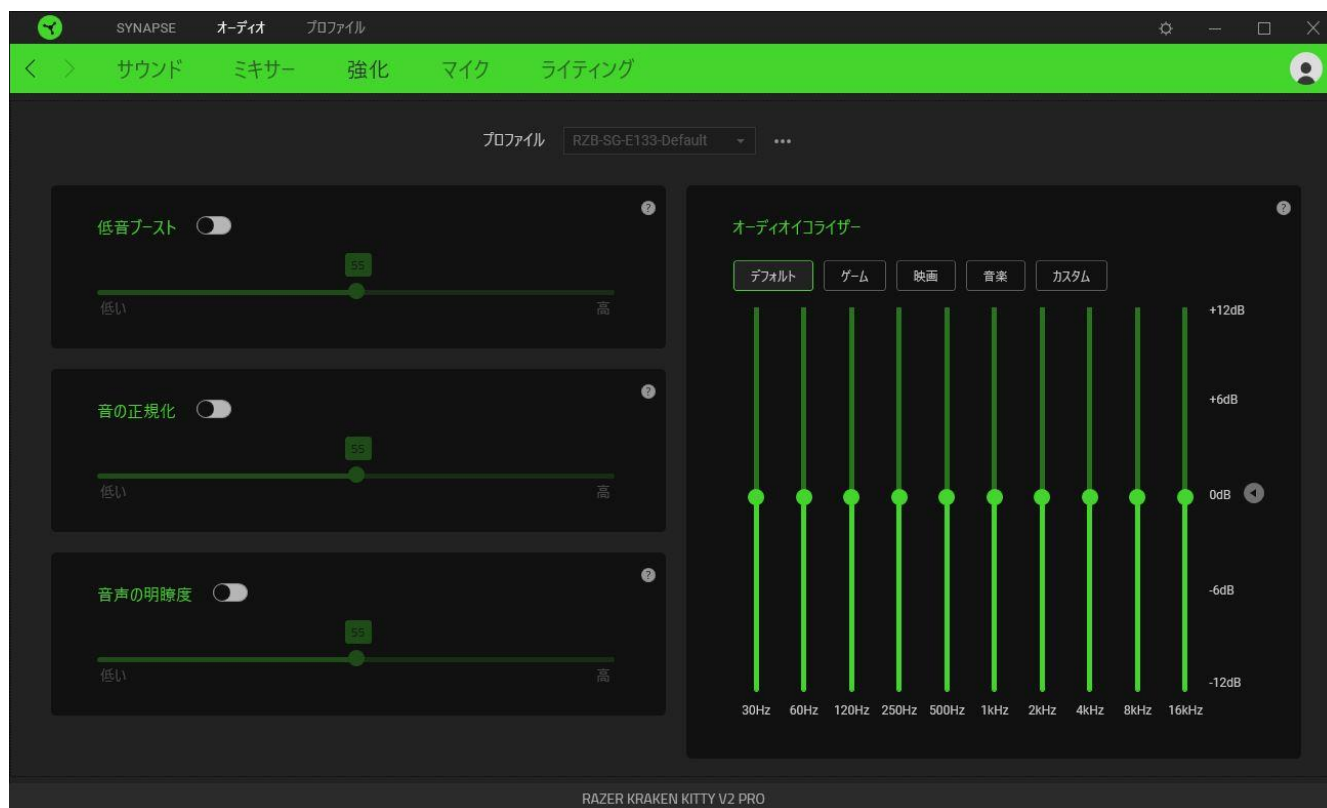 SYNAPSE オーディオ プロファイル
サウンド ミキサー 強化 マイク ライティング
プロファイル RZB-SG-E133-Default
低音ブースト
55
低い 高
音の正規化
55
低い 高
音声の明瞭度
55
低い 高
オーディオイコライザー
デフォルト ゲーム 映画 音楽 カスタム
+12dB
+6dB
0dB
-6dB
-12dB
30Hz 60Hz 120Hz 250Hz 500Hz 1kHz 2kHz 4kHz 8kHz 16kHz
RAZER KRAKEN KITTY V2 PRO